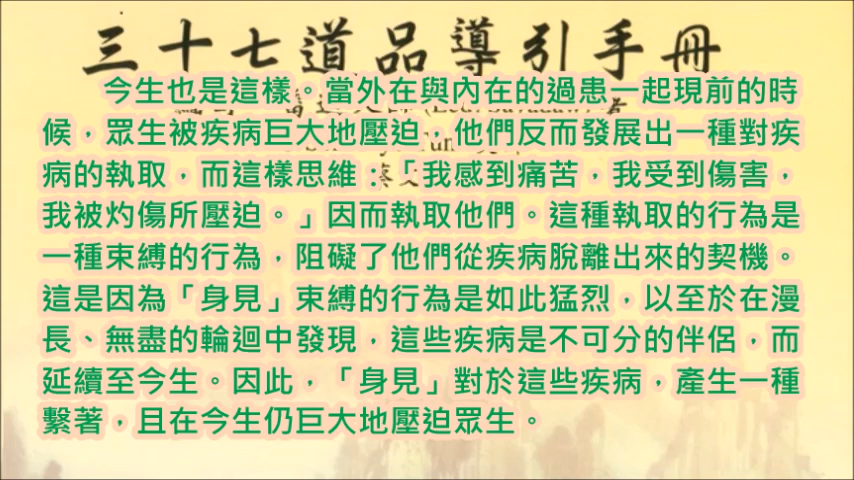 三十七道品導引手冊
今生也是這樣。當外在與內在的過患一起現前的時
候，眾生被疾病巨大地壓迫，他們反而發展出一種對疾
病的執取，而這樣思維：「我感到痛苦，我受到傷害，
我被灼傷所壓迫。」因而執取他們。這種執取的行為是
一種束縛的行為，阻礙了他們從疾病脫離出來的契機。
這是因為「身見」束縛的行為是如此猛烈，以至於在漫
長、無盡的輪迴中發現，這些疾病是不可分的伴侶，而
延續至今生。因此，「身見」對於這些疾病，產生一種
繫著，且在今生仍巨大地壓迫眾生。